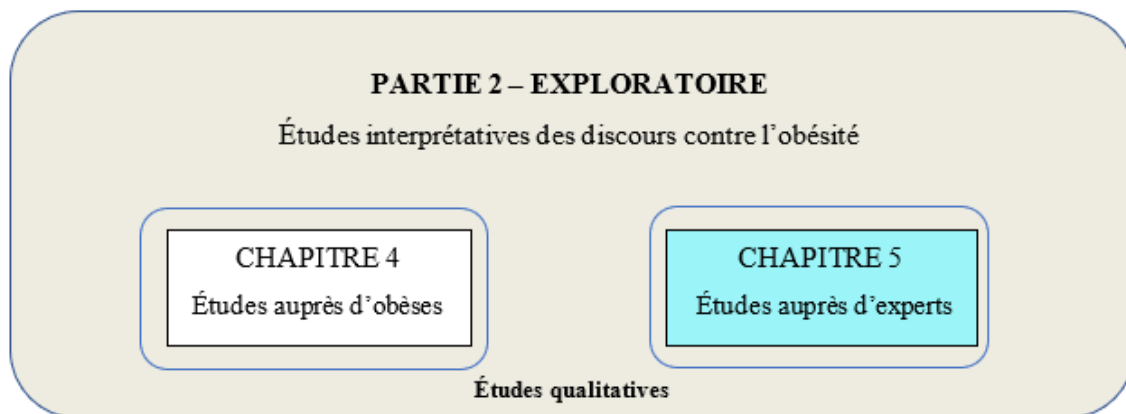 PARTIE 2 – EXPLORATOIRE
Études interprétatives des discours contre l’obésité
CHAPITRE 4
Études auprès d’obèses
CHAPITRE 5
Études auprès d’experts
Études qualitatives